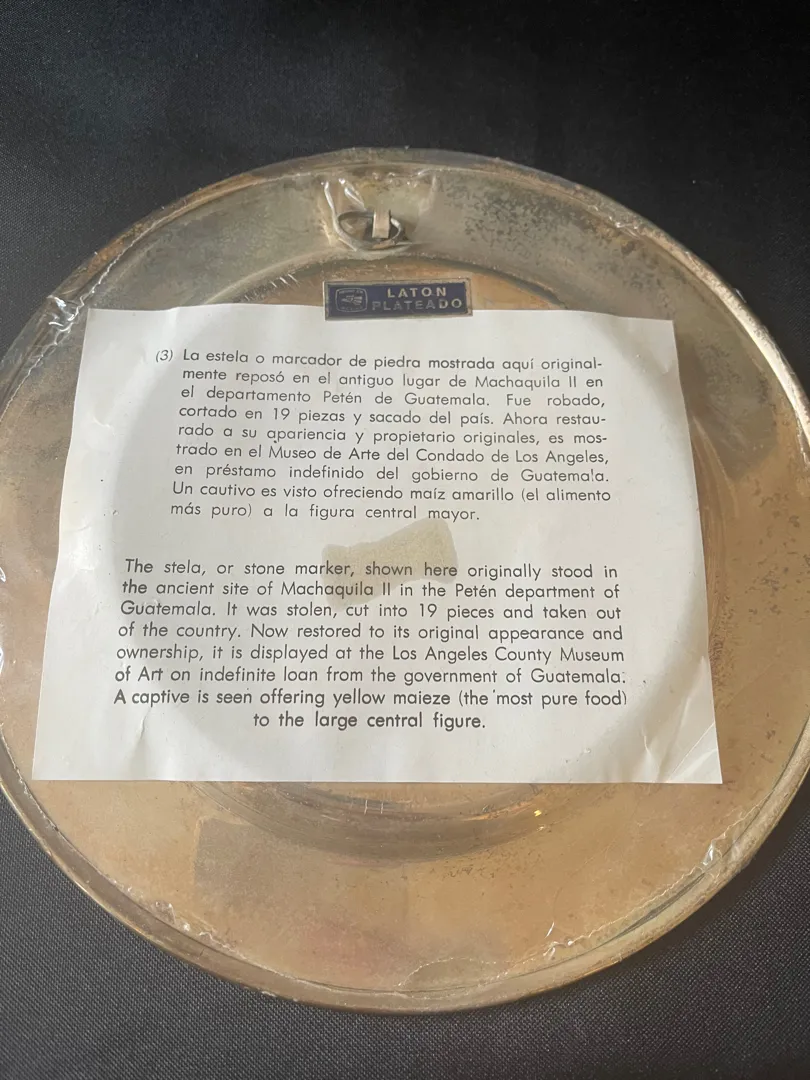 LATON
PLATEADO
(3) La estela o marcador de piedra mostrada aquí original-
mente reposó en el antiguo lugar de Machaquila II en
el departamento Petén de Guatemala. Fue robado,
cortado en 19 piezas y sacado del país. Ahora restau-
rado a su apariencia y propietario originales, es mos-
trado en el Museo de Arte del Condado de Los Angeles,
en préstamo indefinido del gobierno de Guatemala.
Un cautivo es visto ofreciendo maíz amarillo (el alimento
más puro) a la figura central mayor.
The stela, or stone marker, shown here originally stood in
the ancient site of Machaquila II in the Petén department of
Guatemala. It was stolen, cut into 19 pieces and taken out
of the country. Now restored to its original appearance and
ownership, it is displayed at the Los Angeles County Museum
of Art on indefinite loan from the government of Guatemala.
A captive is seen offering yellow maieze (the most pure food)
to the large central figure.